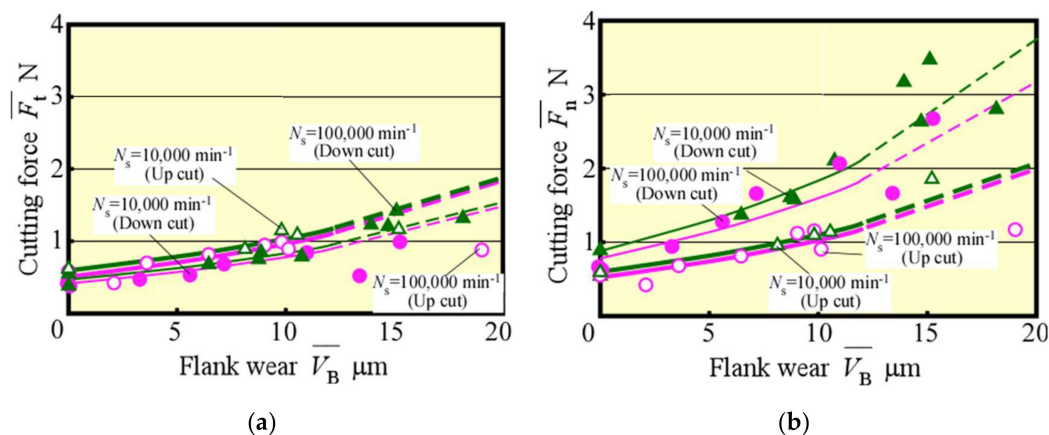 4
3
2
1
0
0
5
10
15
20
Cutting force F̅t N
Flank wear V̅B μm
Ns=10,000 min-1
(Up cut)
Ns=100,000 min-1
(Down cut)
Ns=10,000 min-1
(Down cut)
Ns=100,000 min-1
(Up cut)
(a)
4
3
2
1
0
0
5
10
15
20
Cutting force F̅n N
Flank wear V̅B μm
Ns=10,000 min-1
(Down cut)
Ns=100,000 min-1
(Down cut)
Ns=100,000 min-1
(Up cut)
Ns=10,000 min-1
(Up cut)
(b)